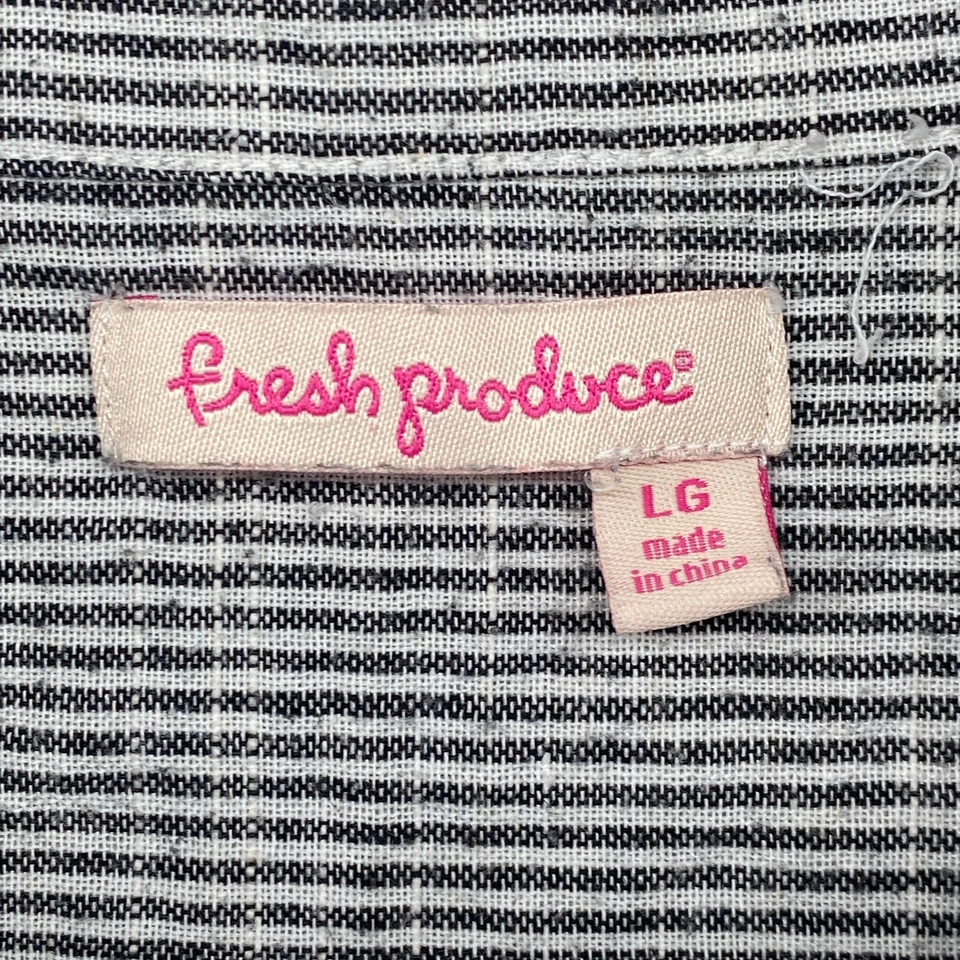 fresh produce®
LG
made
in china